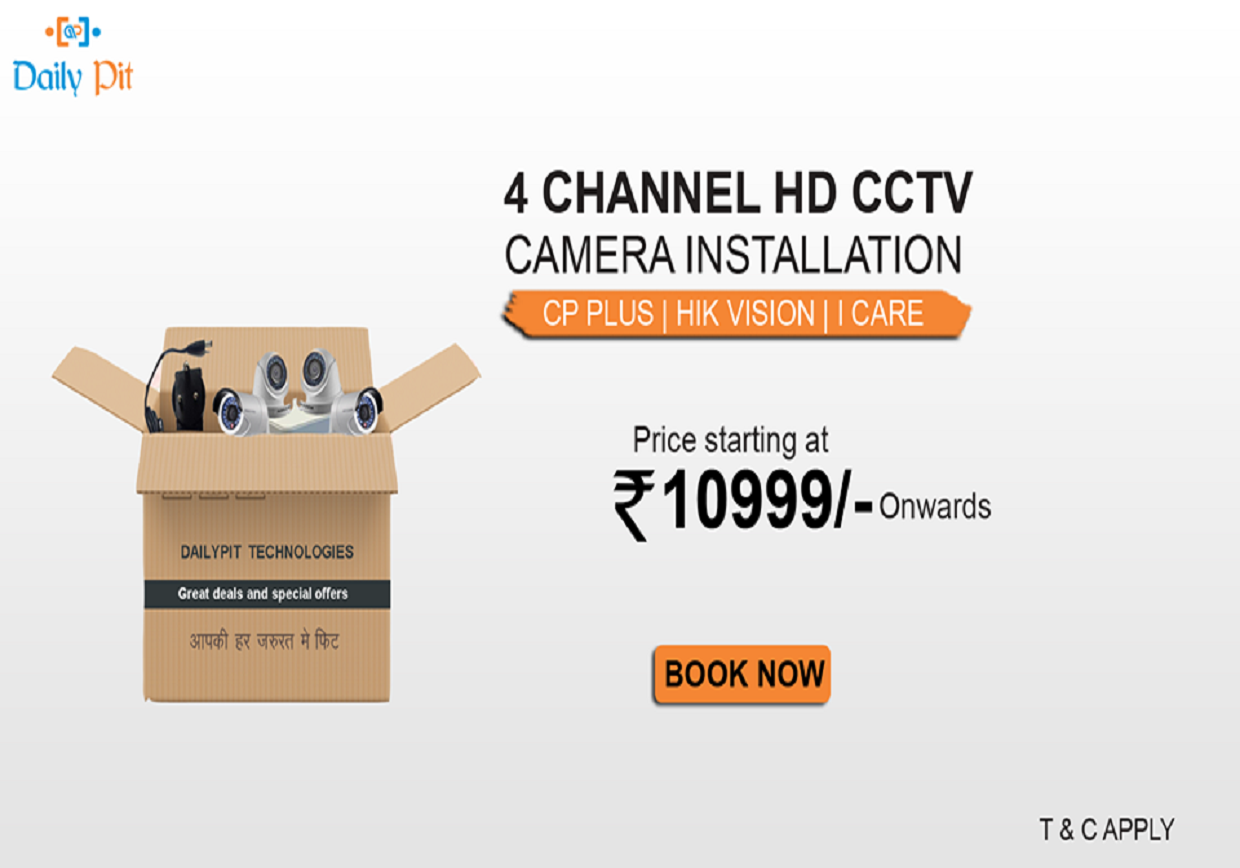 Daily Pit
4 CHANNEL HD CCTV
CAMERA INSTALLATION
CP PLUS | HIK VISION | I CARE
Price starting at
₹10999/- Onwards
DAILYPIT TECHNOLOGIES
Great deals and special offers
आपकी हर जरुरत मे फिट
BOOK NOW
T & C APPLY